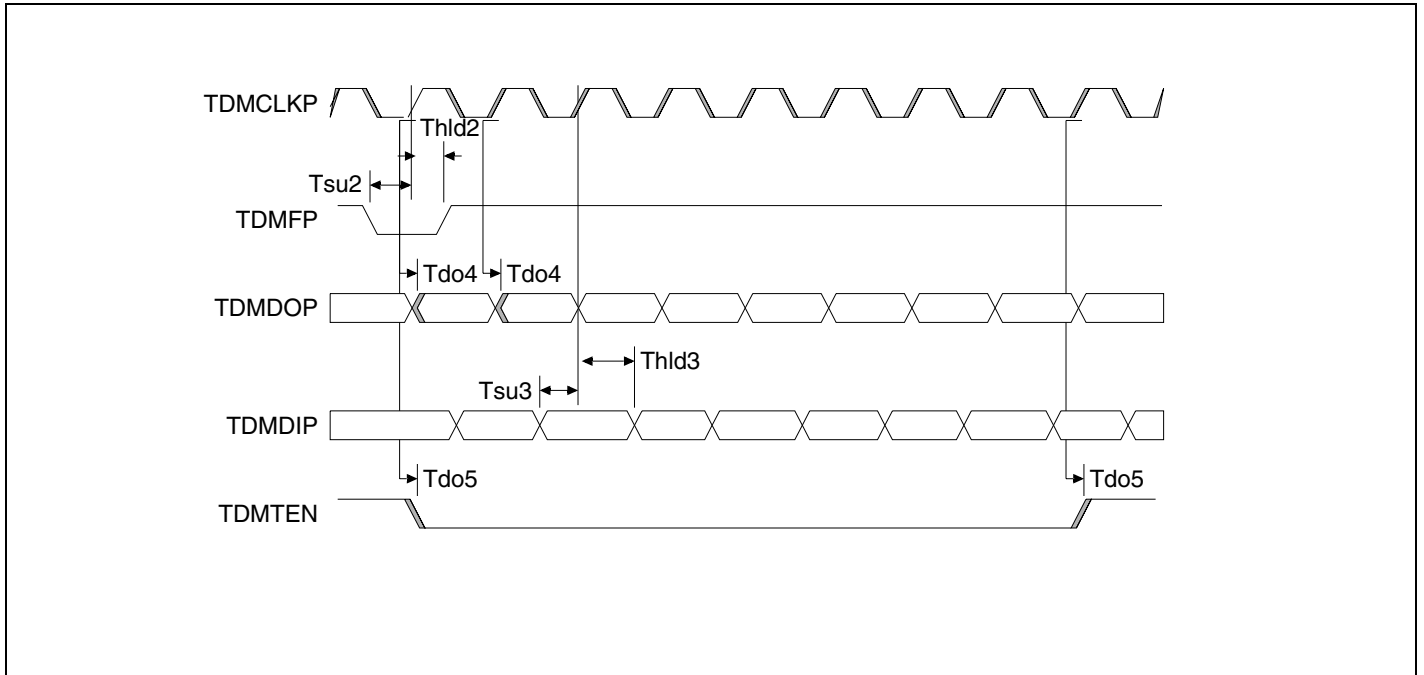 TDMCLKP
Thld2
Tsu2
TDMFP
Tdo4 Tdo4
TDMDOP
Thld3
Tsu3
TDMDIP
Tdo5 Tdo5
TDMTEN